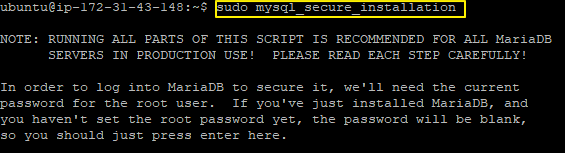 ubuntu@ip-172-31-43-148:~$ sudo mysql_secure_installation
NOTE: RUNNING ALL PARTS OF THIS SCRIPT IS RECOMMENDED FOR ALL MariaDB
SERVERS IN PRODUCTION USE!  PLEASE READ EACH STEP CAREFULLY!
In order to log into MariaDB to secure it, we'll need the current
password for the root user.  If you've just installed MariaDB, and
you haven't set the root password yet, the password will be blank,
so you should just press enter here.